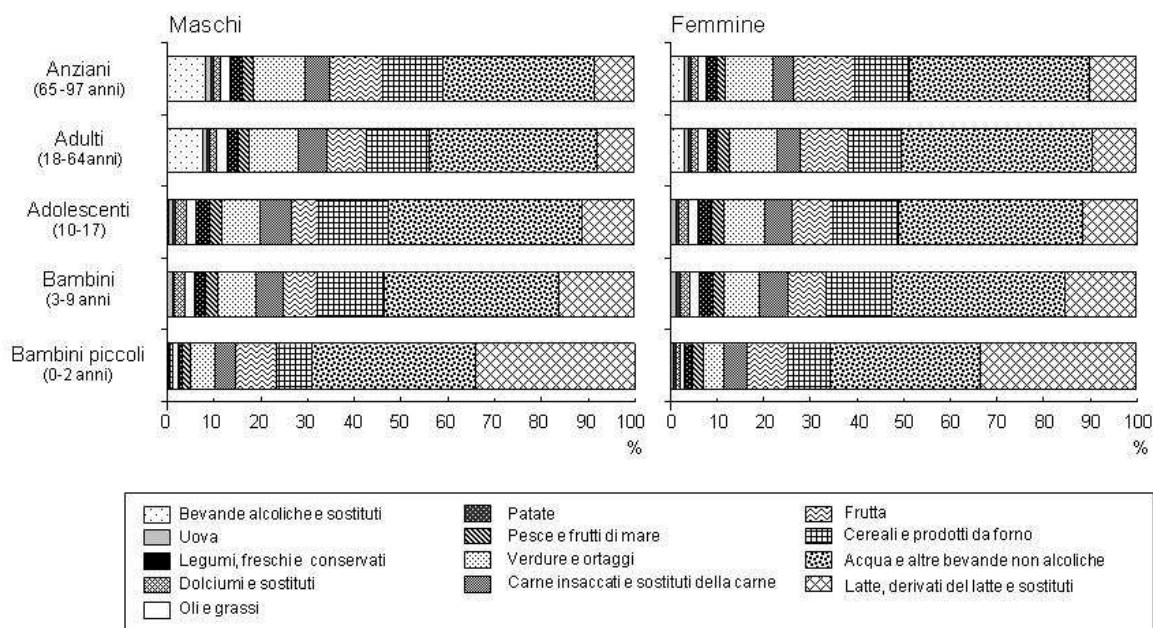 Maschi
Femmine
Anziani
(65-97 anni)
Adulti
(18-64anni)
Adolescenti
(10-17)
Bambini
(3-9 anni
Bambini piccoli
(0-2 anni)
0 10 20 30 40 50 60 70 80 90 100
%
0 10 20 30 40 50 60 70 80 90 100
%
Bevande alcoliche e sostituti
Uova
Legumi, freschi e conservati
Dolciumi e sostituti
Oli e grassi
Patate
Pesce e frutti di mare
Verdure e ortaggi
Carne insaccati e sostituti della carne
Frutta
Cereali e prodotti da forno
Acqua e altre bevande non alcoliche
Latte, derivati del latte e sostituti